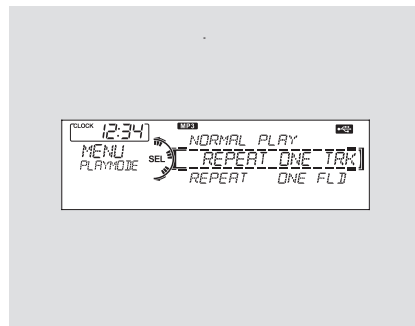 CLOCK 12:34
MP3
NORMAL PLAY
MENU
PLAYMODE
SEL
REPEAT ONE TRK
REPEAT ONE FLD